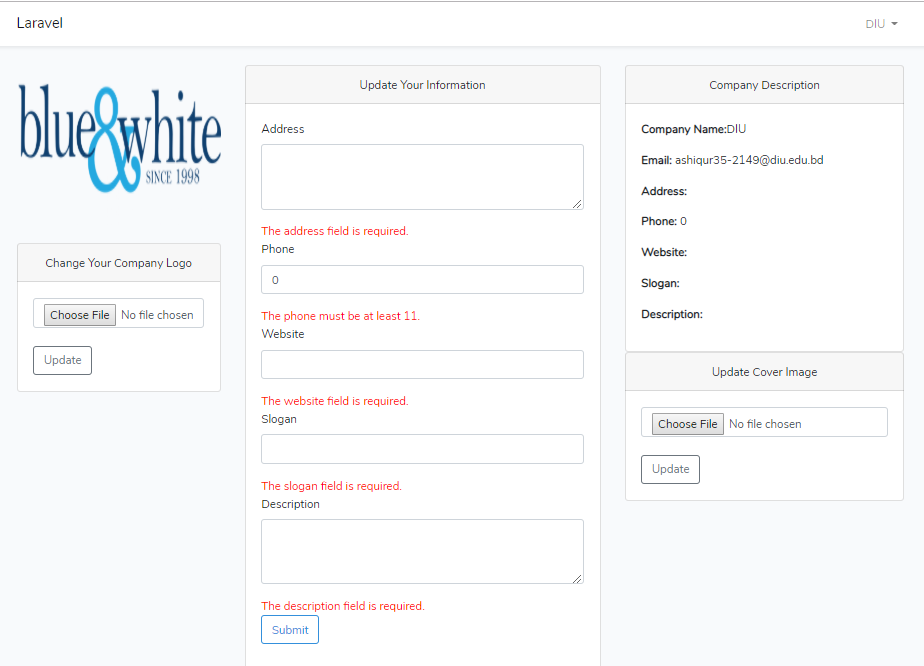 Laravel
DIU
blue&white
SINCE 1998
Change Your Company Logo
Choose File No file chosen
Update
Update Your Information
Address
The address field is required.
Phone
0
The phone must be at least 11.
Website
The website field is required.
Slogan
The slogan field is required.
Description
The description field is required.
Submit
Company Description
Company Name:DIU
Email: ashiqur35-2149@diu.edu.bd
Address:
Phone: 0
Website:
Slogan:
Description:
Update Cover Image
Choose File No file chosen
Update